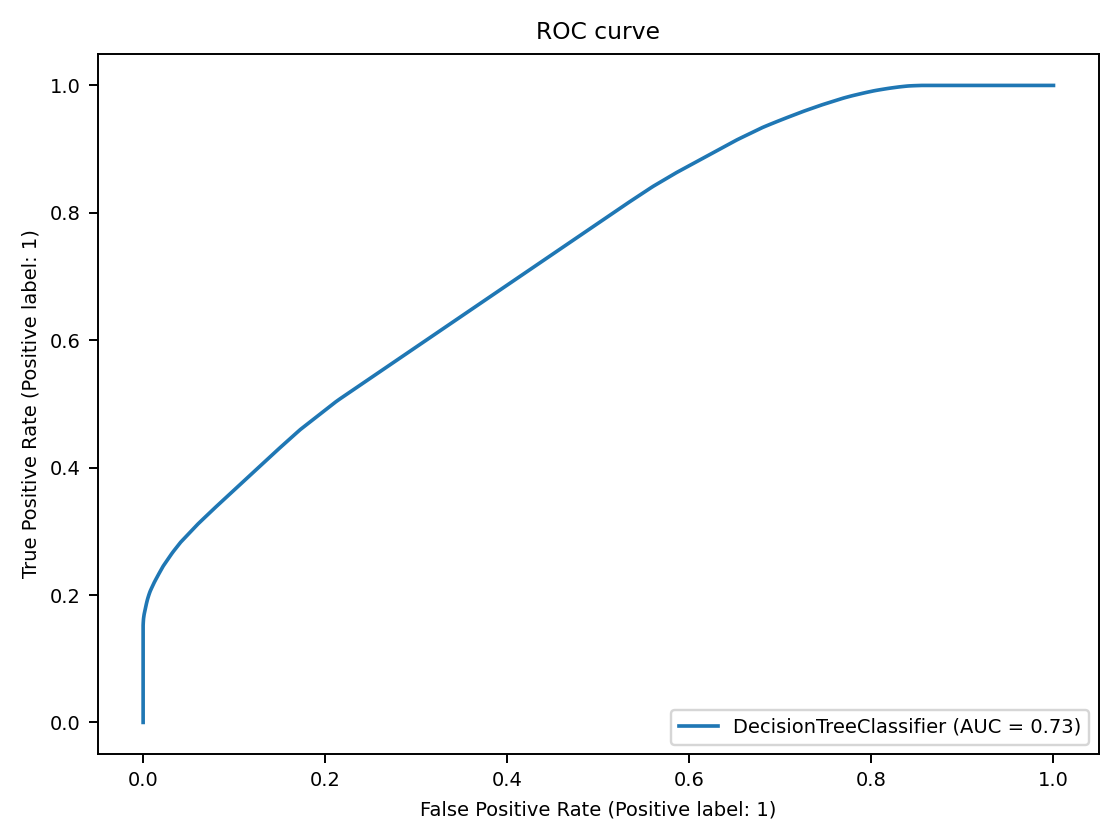 ROC curve
True Positive Rate (Positive label: 1)
1.0
0.8
0.6
0.4
0.2
0.0
DecisionTreeClassifier (AUC = 0.73)
0.0 0.2 0.4 0.6 0.8 1.0
False Positive Rate (Positive label: 1)